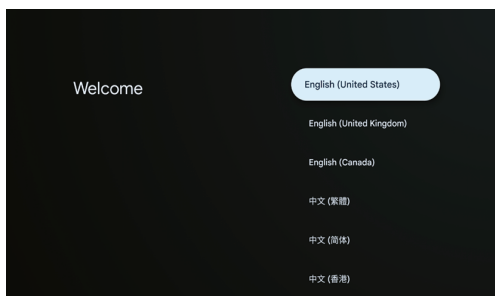 Welcome
English (United States)
English (United Kingdom)
English (Canada)
中文 (繁體)
中文 (简体)
中文 (香港)